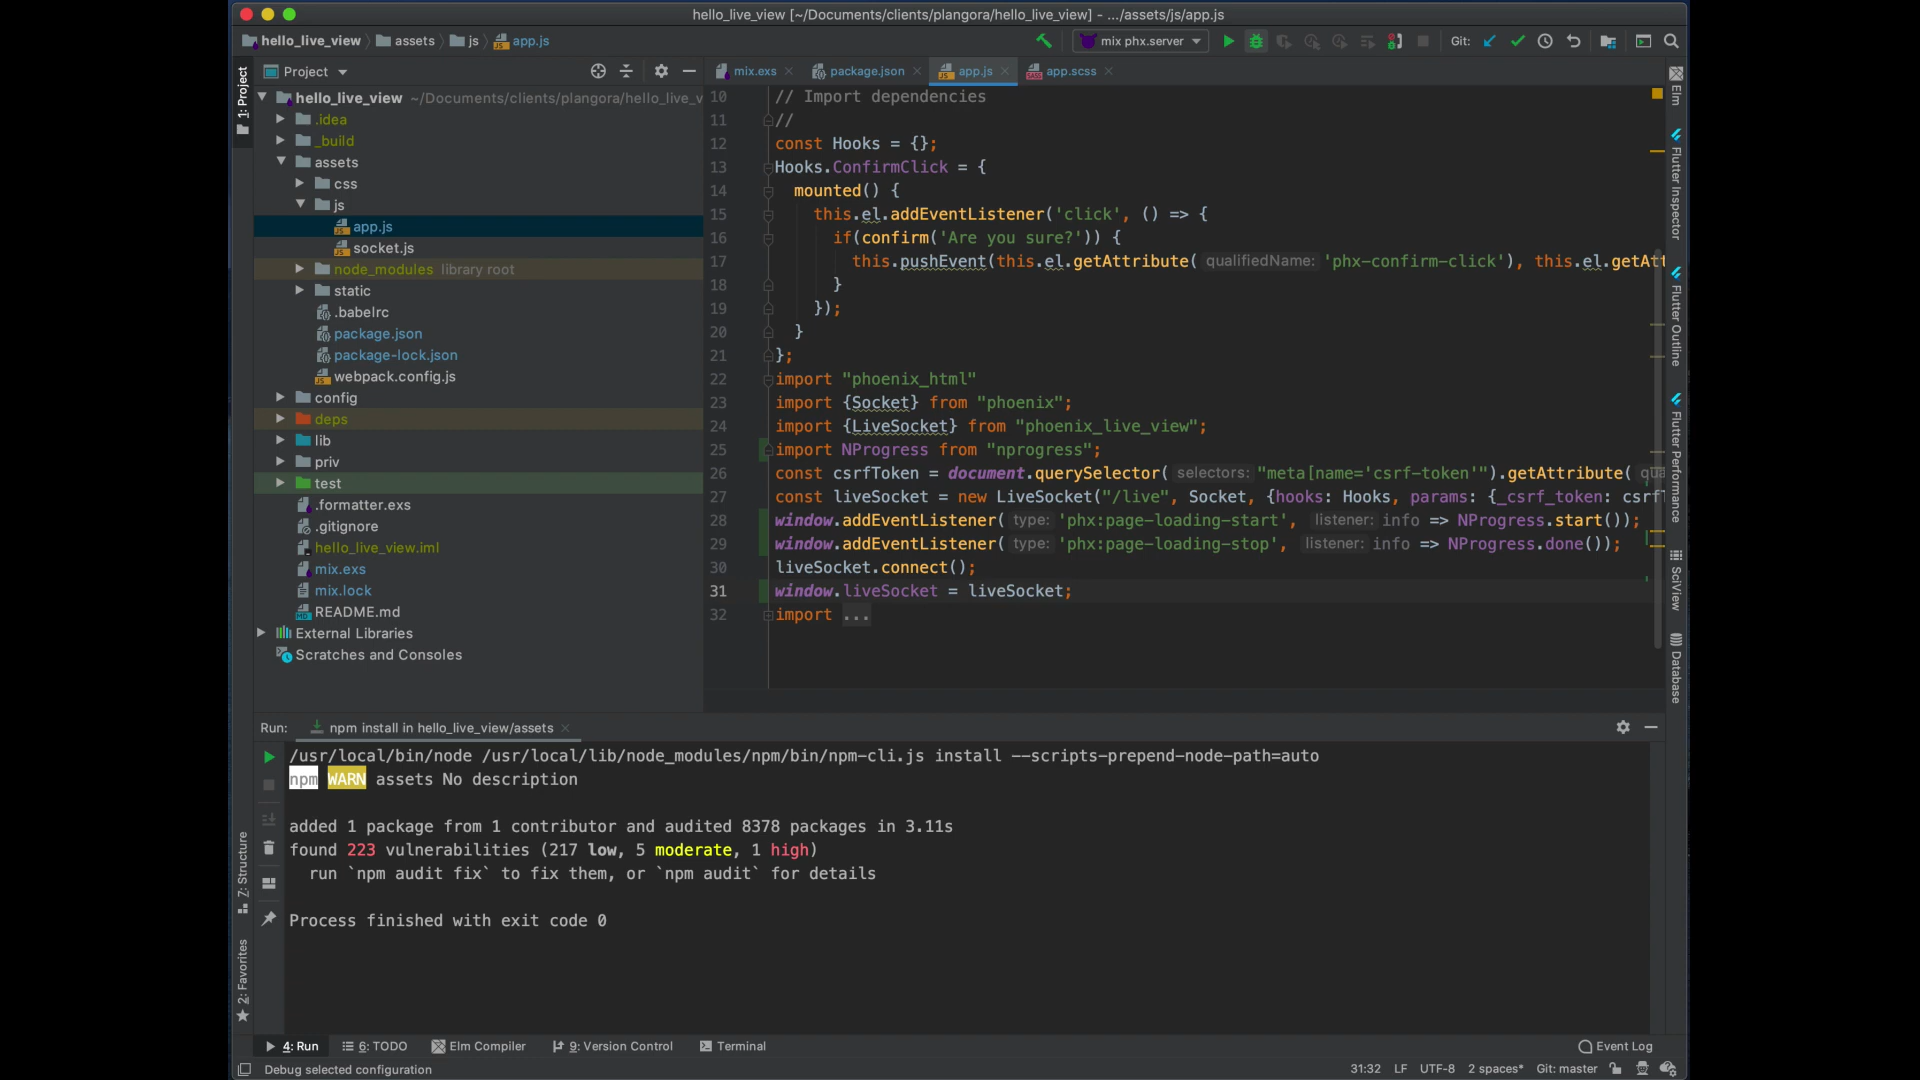 hello_live_view [~/Documents/clients/plangora/hello_live_view] - .../assets/js/app.js
hello_live_view assets js app.js
mix phx.server
Git:
1: Project
Project
mix.exs
package.json
app.js
app.scss
hello_live_view ~/Documents/clients/plangora/hello_live_v
.idea
_build
assets
css
js
app.js
socket.js
node_modules library root
static
.babelrc
package.json
package-lock.json
webpack.config.js
config
deps
lib
priv
test
.formatter.exs
.gitignore
hello_live_view.iml
mix.exs
mix.lock
README.md
External Libraries
Scratches and Consoles
10 // Import dependencies
11 //
12 const Hooks = {};
13 Hooks.ConfirmClick = {
14 mounted() {
15 this.el.addEventListener('click', () => {
16 if(confirm('Are you sure?')) {
17 this.pushEvent(this.el.getAttribute( qualifiedName: 'phx-confirm-click'), this.el.getAt
18 }
19 });
20 }
21 };
22 import "phoenix_html"
23 import {Socket} from "phoenix";
24 import {LiveSocket} from "phoenix_live_view";
25 import NProgress from "nprogress";
26 const csrfToken = document.querySelector( selectors: "meta[name='csrf-token'").getAttribute( qua
27 const liveSocket = new LiveSocket("/live", Socket, {hooks: Hooks, params: {_csrf_token: csrfT
28 window.addEventListener( type: 'phx:page-loading-start', listener: info => NProgress.start());
29 window.addEventListener( type: 'phx:page-loading-stop', listener: info => NProgress.done());
30 liveSocket.connect();
31 window.liveSocket = liveSocket;
32 import ...
Elm
Flutter Inspector
Flutter Outline
Flutter Performance
SciView
Database
Run: npm install in hello_live_view/assets
/usr/local/bin/node /usr/local/lib/node_modules/npm/bin/npm-cli.js install --scripts-prepend-node-path=auto
npm WARN assets No description
added 1 package from 1 contributor and audited 8378 packages in 3.11s
found 223 vulnerabilities (217 low, 5 moderate, 1 high)
run `npm audit fix` to fix them, or `npm audit` for details
Process finished with exit code 0
Z: Structure
2: Favorites
4: Run
6: TODO
Elm Compiler
9: Version Control
Terminal
Event Log
Debug selected configuration
31:32 LF UTF-8 2 spaces* Git: master